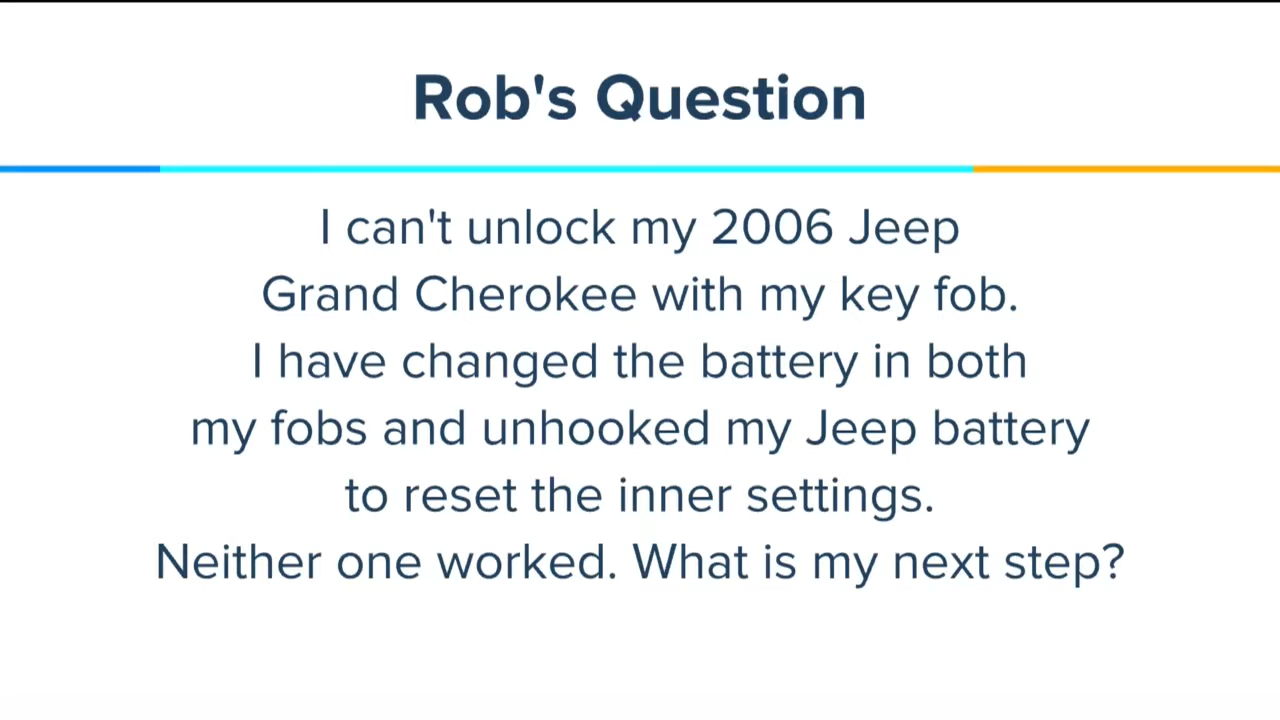 Rob's Question
I can't unlock my 2006 Jeep
Grand Cherokee with my key fob.
I have changed the battery in both
my fobs and unhooked my Jeep battery
to reset the inner settings.
Neither one worked. What is my next step?